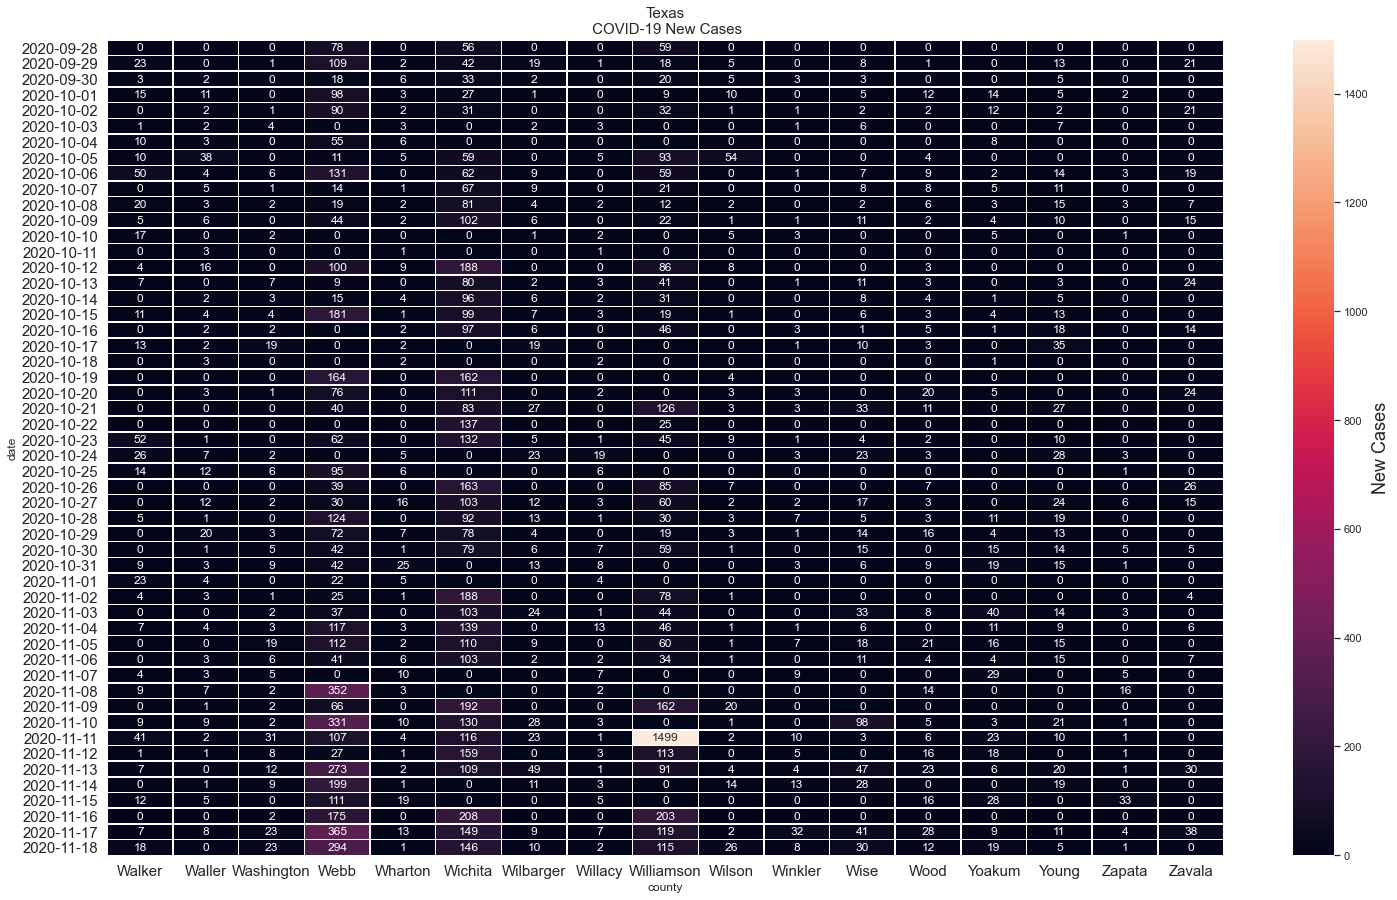 Texas
COVID-19 New Cases
2020-09-28 0 0 0 78 0 56 0 0 59 0 0 0 0 0 0 0 0
2020-09-29 23 0 1 109 2 42 19 1 18 5 0 8 1 0 13 0 21
2020-09-30 3 2 0 18 6 33 2 0 20 5 3 3 0 0 5 0 0
2020-10-01 15 11 0 98 3 27 1 0 9 10 0 5 12 14 5 2 0
2020-10-02 0 2 1 90 2 31 0 0 32 1 1 2 2 12 2 0 21
2020-10-03 1 2 4 0 3 0 2 3 0 0 1 6 0 0 7 0 0
2020-10-04 10 3 0 55 6 0 0 0 0 0 0 0 0 8 0 0 0
2020-10-05 10 38 0 11 5 59 0 5 93 54 0 0 4 0 0 0 0
2020-10-06 50 4 6 131 0 62 9 0 59 0 1 7 9 2 14 3 19
2020-10-07 0 5 1 14 1 67 9 0 21 0 0 8 8 5 11 0 0
2020-10-08 20 3 2 19 2 81 4 2 12 2 0 2 6 3 15 3 7
2020-10-09 5 6 0 44 2 102 6 0 22 1 1 11 2 4 10 0 15
2020-10-10 17 0 2 0 0 0 1 2 0 5 3 0 0 5 0 1 0
2020-10-11 0 3 0 0 1 0 0 1 0 0 0 0 0 0 0 0 0
2020-10-12 4 16 0 100 9 188 0 0 86 8 0 0 3 0 0 0 0
2020-10-13 7 0 7 9 0 80 2 3 41 0 1 11 3 0 3 0 24
2020-10-14 0 2 3 15 4 96 6 2 31 0 0 8 4 1 5 0 0
2020-10-15 11 4 4 181 1 99 7 3 19 1 0 6 3 4 13 0 0
2020-10-16 0 2 2 0 2 97 6 0 46 0 3 1 5 1 18 0 14
2020-10-17 13 2 19 0 2 0 19 0 0 0 1 10 3 0 35 0 0
2020-10-18 0 3 0 0 2 0 0 2 0 0 0 0 0 1 0 0 0
2020-10-19 0 0 0 164 0 162 0 0 0 4 0 0 0 0 0 0 0
2020-10-20 0 3 1 76 0 111 0 2 0 3 3 0 20 5 0 0 24
2020-10-21 0 0 0 40 0 83 27 0 126 3 3 33 11 0 27 0 0
2020-10-22 0 0 0 0 0 137 0 0 25 0 0 0 0 0 0 0 0
2020-10-23 52 1 0 62 0 132 5 1 45 9 1 4 2 0 10 0 0
2020-10-24 26 7 2 0 5 0 23 19 0 0 3 23 3 0 28 3 0
2020-10-25 14 12 6 95 6 0 0 6 0 0 0 0 0 0 0 1 0
2020-10-26 0 0 0 39 0 163 0 0 85 7 0 0 7 0 0 0 26
2020-10-27 0 12 2 30 16 103 12 3 60 2 2 17 3 0 24 6 15
2020-10-28 5 1 0 124 0 92 13 1 30 3 7 5 3 11 19 0 0
2020-10-29 0 20 3 72 7 78 4 0 19 3 1 14 16 4 13 0 0
2020-10-30 0 1 5 42 1 79 6 7 59 1 0 15 0 15 14 5 5
2020-10-31 9 3 9 42 25 0 13 8 0 0 3 6 9 19 15 1 0
2020-11-01 23 4 0 22 5 0 0 4 0 0 0 0 0 0 0 0 0
2020-11-02 4 3 1 25 1 188 0 0 78 1 0 0 0 0 0 0 4
2020-11-03 0 0 2 37 0 103 24 1 44 0 0 33 8 40 14 3 0
2020-11-04 7 4 3 117 3 139 0 13 46 1 1 6 0 11 9 0 6
2020-11-05 0 0 19 112 2 110 9 0 60 1 7 18 21 16 15 0 0
2020-11-06 0 3 6 41 6 103 2 2 34 1 0 11 4 4 15 0 7
2020-11-07 4 3 5 0 10 0 0 7 0 0 9 0 0 29 0 5 0
2020-11-08 9 7 2 352 3 0 0 2 0 0 0 0 14 0 0 16 0
2020-11-09 0 1 2 66 0 192 0 0 162 20 0 0 0 0 0 0 0
2020-11-10 9 9 2 331 10 130 28 3 0 1 0 98 5 3 21 1 0
2020-11-11 41 2 31 107 4 116 23 1 1499 2 10 3 6 23 10 1 0
2020-11-12 1 1 8 27 1 159 0 3 113 0 5 0 16 18 0 1 0
2020-11-13 7 0 12 273 2 109 49 1 91 4 4 47 23 6 20 1 30
2020-11-14 0 1 9 199 1 0 11 3 0 14 13 28 0 0 0 0 0
2020-11-15 12 5 0 111 19 0 0 5 0 0 0 0 16 28 0 33 0
2020-11-16 0 0 2 175 0 208 0 0 203 0 0 0 0 0 0 0 0
2020-11-17 7 8 23 365 13 149 9 7 119 2 32 41 28 9 11 4 38
2020-11-18 18 0 23 294 1 146 10 2 115 26 8 30 12 19 5 1 0
Walker Waller Washington Webb Wharton Wichita Wilbarger Willacy Williamson Wilson Winkler Wise Wood Yoakum Young Zapata Zavala
county
date
1400
1200
1000
800
600
400
200
0
New Cases